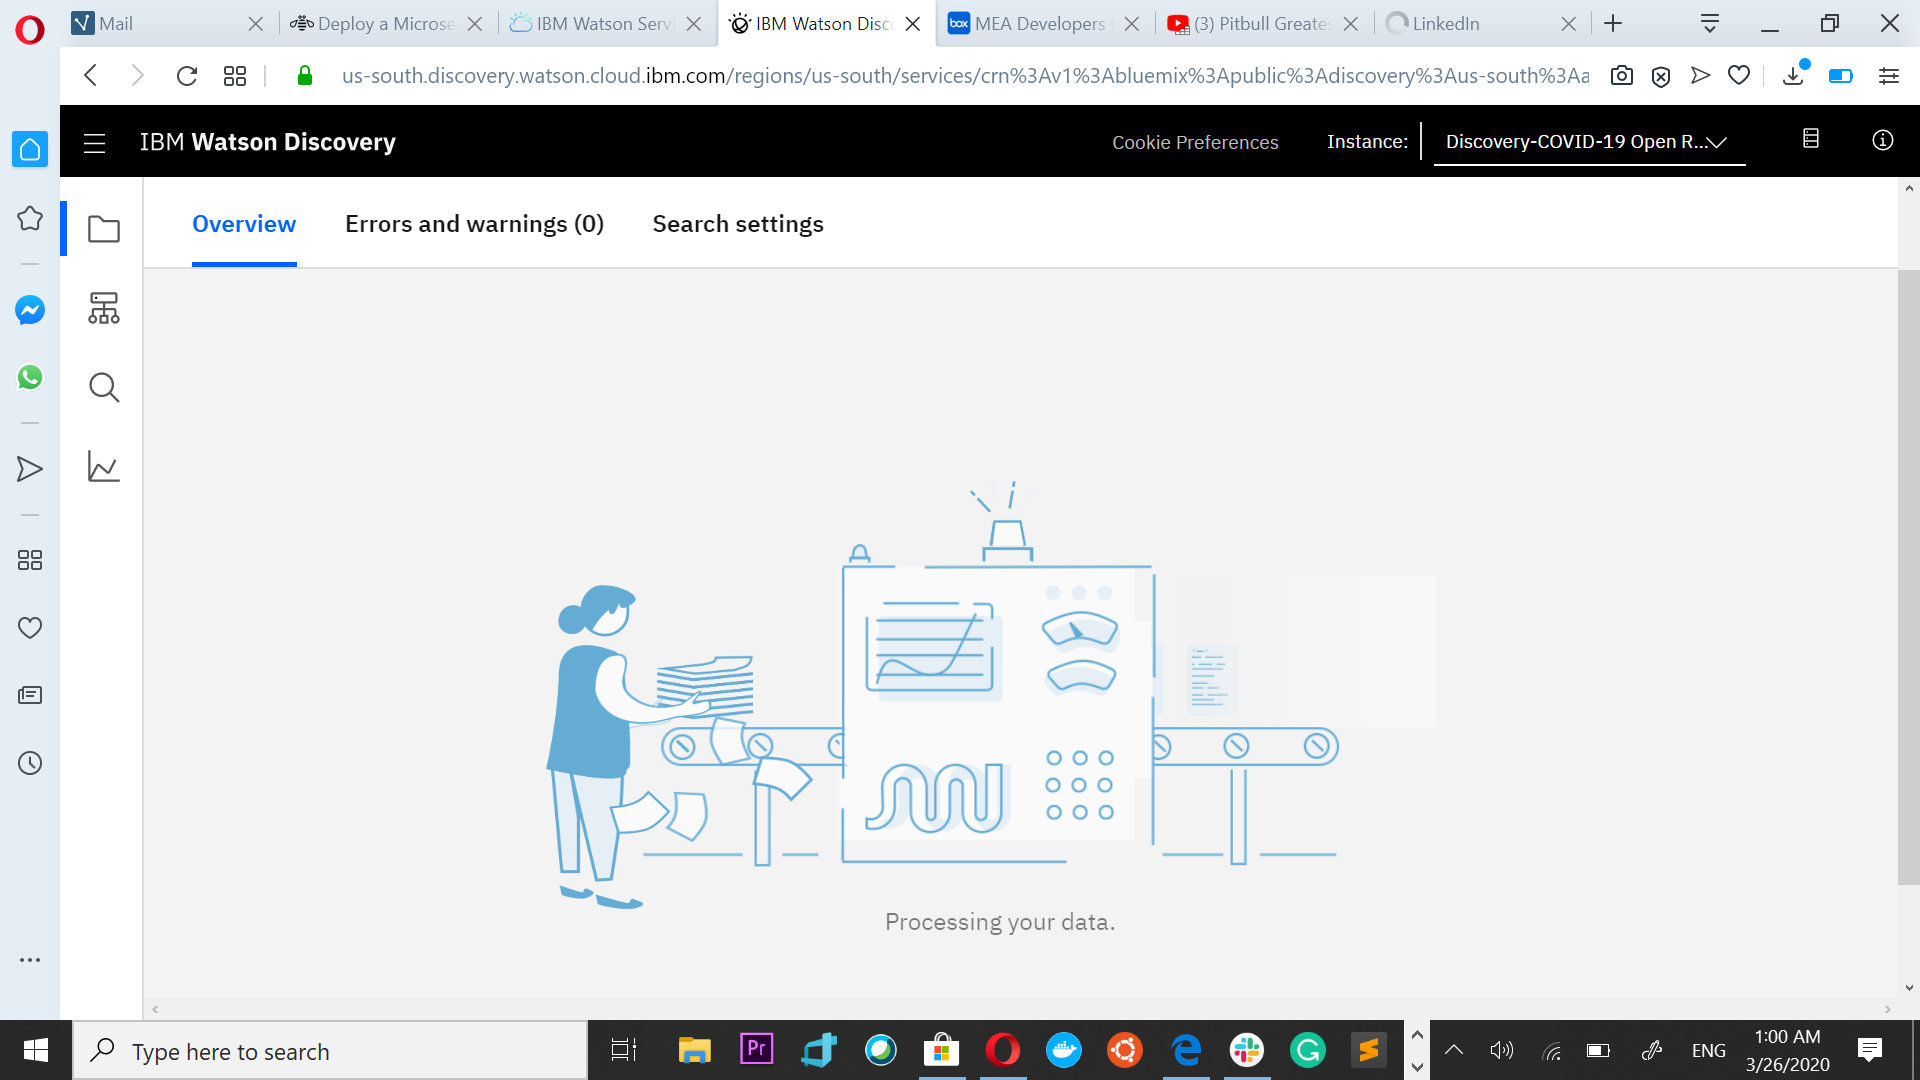 Mail
Deploy a Microse
IBM Watson Servi
IBM Watson Disc
box
MEA Developers
(3) Pitbull Greates
LinkedIn
us-south.discovery.watson.cloud.ibm.com/regions/us-south/services/crn%3Av1%3Abluemix%3Apublic%3Adiscovery%3Aus-south%3Aa
IBM Watson Discovery
Cookie Preferences
Instance:
Discovery-COVID-19 Open R...
Overview
Errors and warnings (0)
Search settings
Processing your data.
Type here to search
Pr
ENG
1:00 AM
3/26/2020